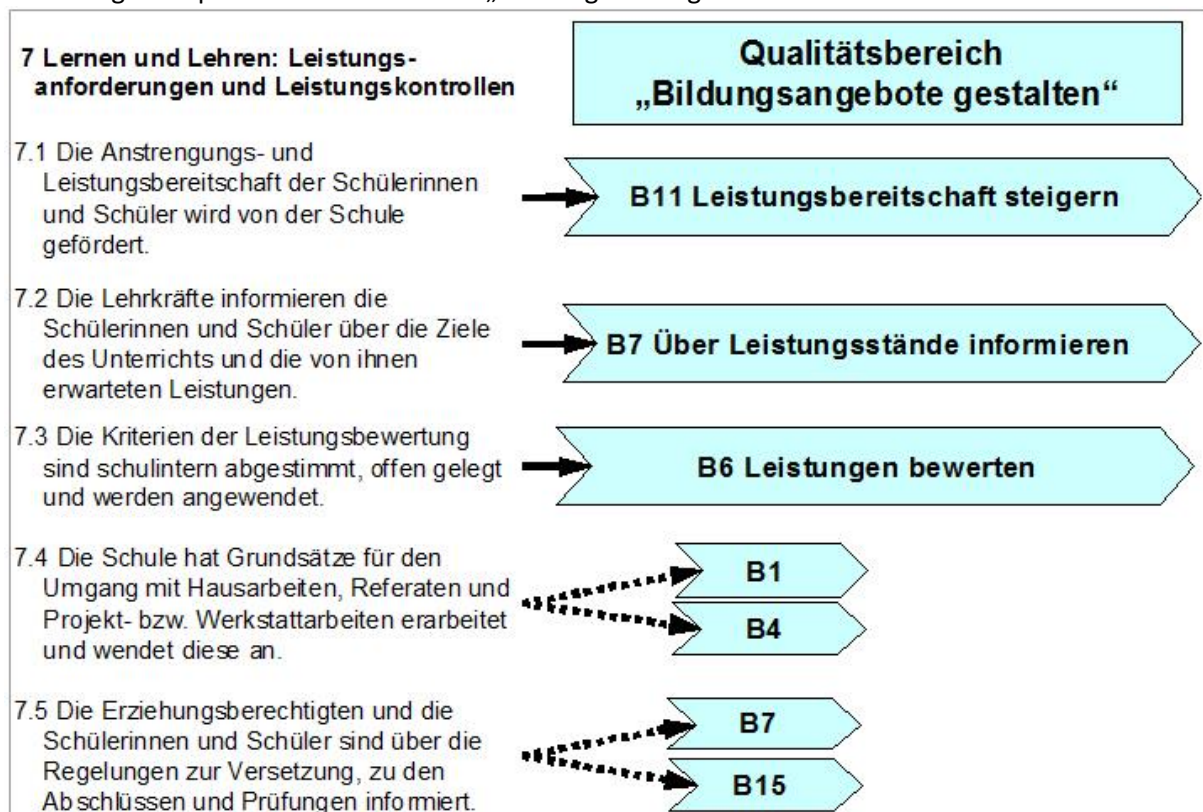 7 Lernen und Lehren: Leistungs-
anforderungen und Leistungskontrollen
Qualitätsbereich
„Bildungsangebote gestalten“
7.1 Die Anstrengungs- und
Leistungsbereitschaft der Schülerinnen
und Schüler wird von der Schule
gefördert.
B11 Leistungsbereitschaft steigern
7.2 Die Lehrkräfte informieren die
Schülerinnen und Schüler über die Ziele
des Unterrichts und die von ihnen
erwarteten Leistungen.
B7 Über Leistungsstände informieren
7.3 Die Kriterien der Leistungsbewertung
sind schulintern abgestimmt, offen gelegt
und werden angewendet.
B6 Leistungen bewerten
7.4 Die Schule hat Grundsätze für den
Umgang mit Hausarbeiten, Referaten und
Projekt- bzw. Werkstattarbeiten erarbeitet
und wendet diese an.
B1
B4
7.5 Die Erziehungsberechtigten und die
Schülerinnen und Schüler sind über die
Regelungen zur Versetzung, zu den
Abschlüssen und Prüfungen informiert.
B7
B15